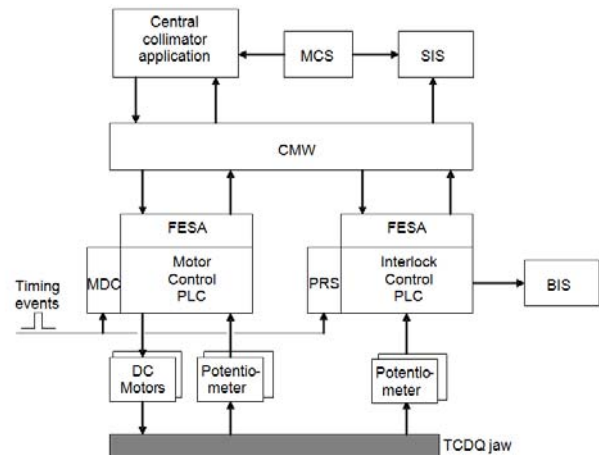 Central
collimator
application
MCS
SIS
CMW
FESA
FESA
MDC
Motor
Control
PLC
PRS
Interlock
Control
PLC
BIS
Timing
events
DC
Motors
Potentio-
meter
Potentio-
meter
TCDQ jaw